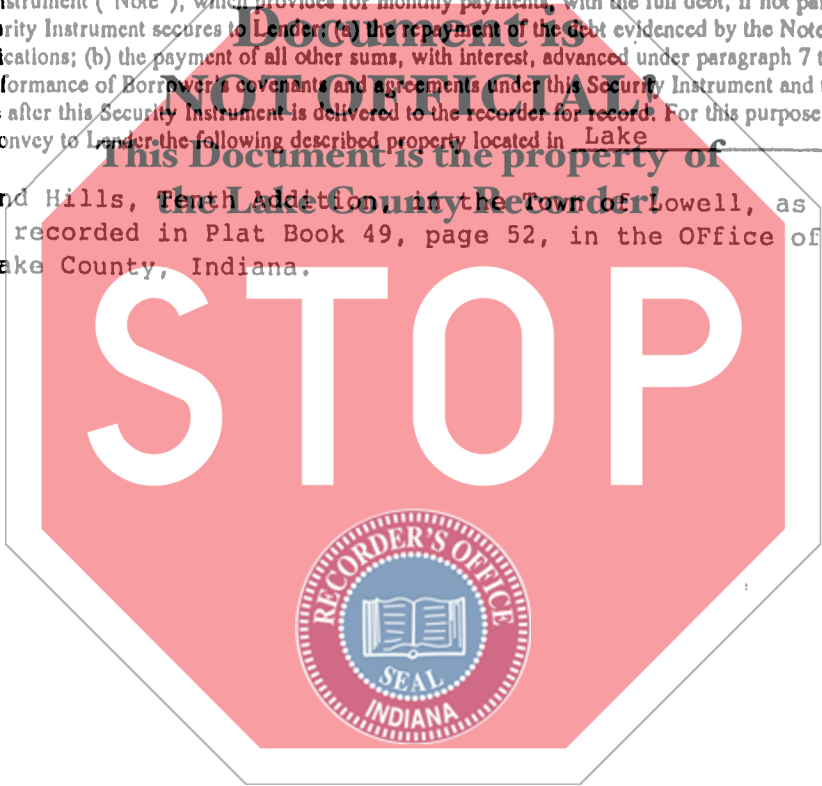 strument ("Note"), which provides for monthly payments, with the full debt, if not pai
rity Instrument secures to Lender: (a) the repayment of the debt evidenced by the Note
ications; (b) the payment of all other sums, with interest, advanced under paragraph 7 t
formance of Borrower's covenants and agreements under this Security Instrument and
after this Security Instrument is delivered to the recorder for record. For this purpose
onvey to Lender the following described property located in Lake
nd Hills, Tenth Addition, in the Town of Lowell, as
recorded in Plat Book 49, page 52, in the OFfice of
ake County, Indiana.
Document is
NOT OFFICIAL!
This Document is the property of
the Lake County Recorder!
STOP
RECORDER'S OFFICE
SEAL
INDIANA